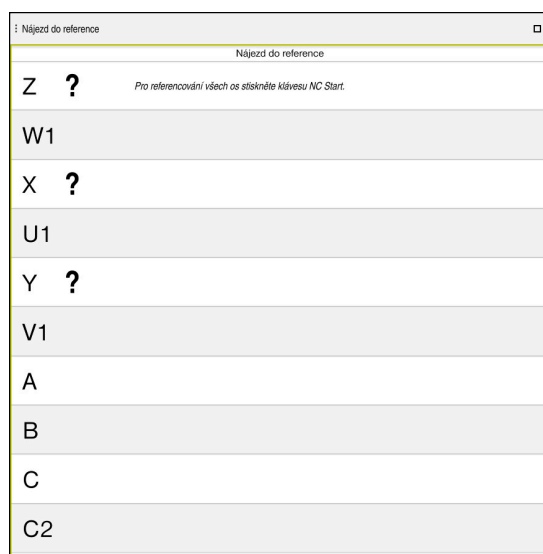 Nájezd do reference
Nájezd do reference
Z ? Pro referencování všech os stiskněte klávesu NC Start.
W1
X ?
U1
Y ?
V1
A
B
C
C2